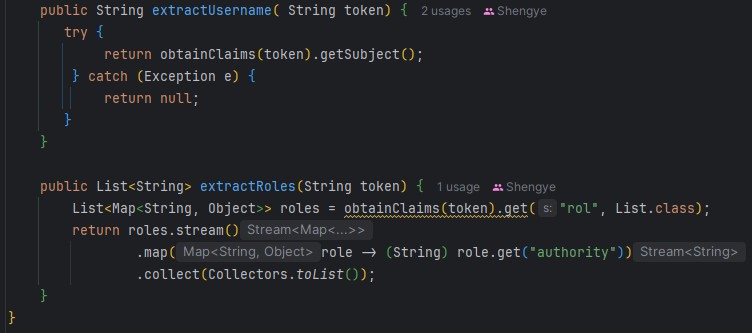 public String extractUsername( String token) { 2 usages Shengye
try {
return obtainClaims(token).getSubject();
} catch (Exception e) {
return null;
}
}
public List<String> extractRoles(String token) { 1 usage Shengye
List<Map<String, Object>> roles = obtainClaims(token).get( s: "rol", List.class);
return roles.stream() Stream<Map<...>>
.map( Map<String, Object> role -> (String) role.get("authority")) Stream<String>
.collect(Collectors.toList());
}
}